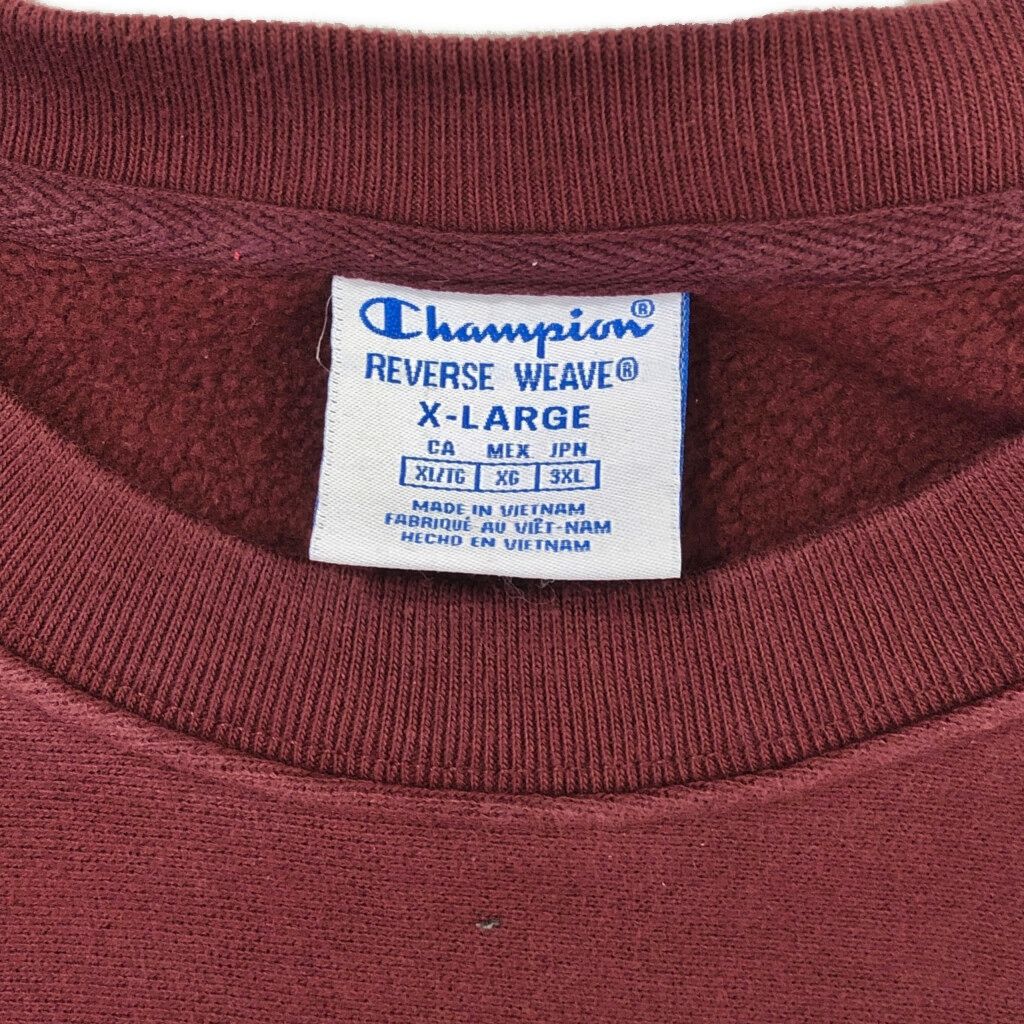 Champion®
REVERSE WEAVE®
X-LARGE
CA MEX JPN
XL/TG XG 3XL
MADE IN VIETNAM
FABRIQUÉ AU VIÊT-NAM
HECHO EN VIETNAM